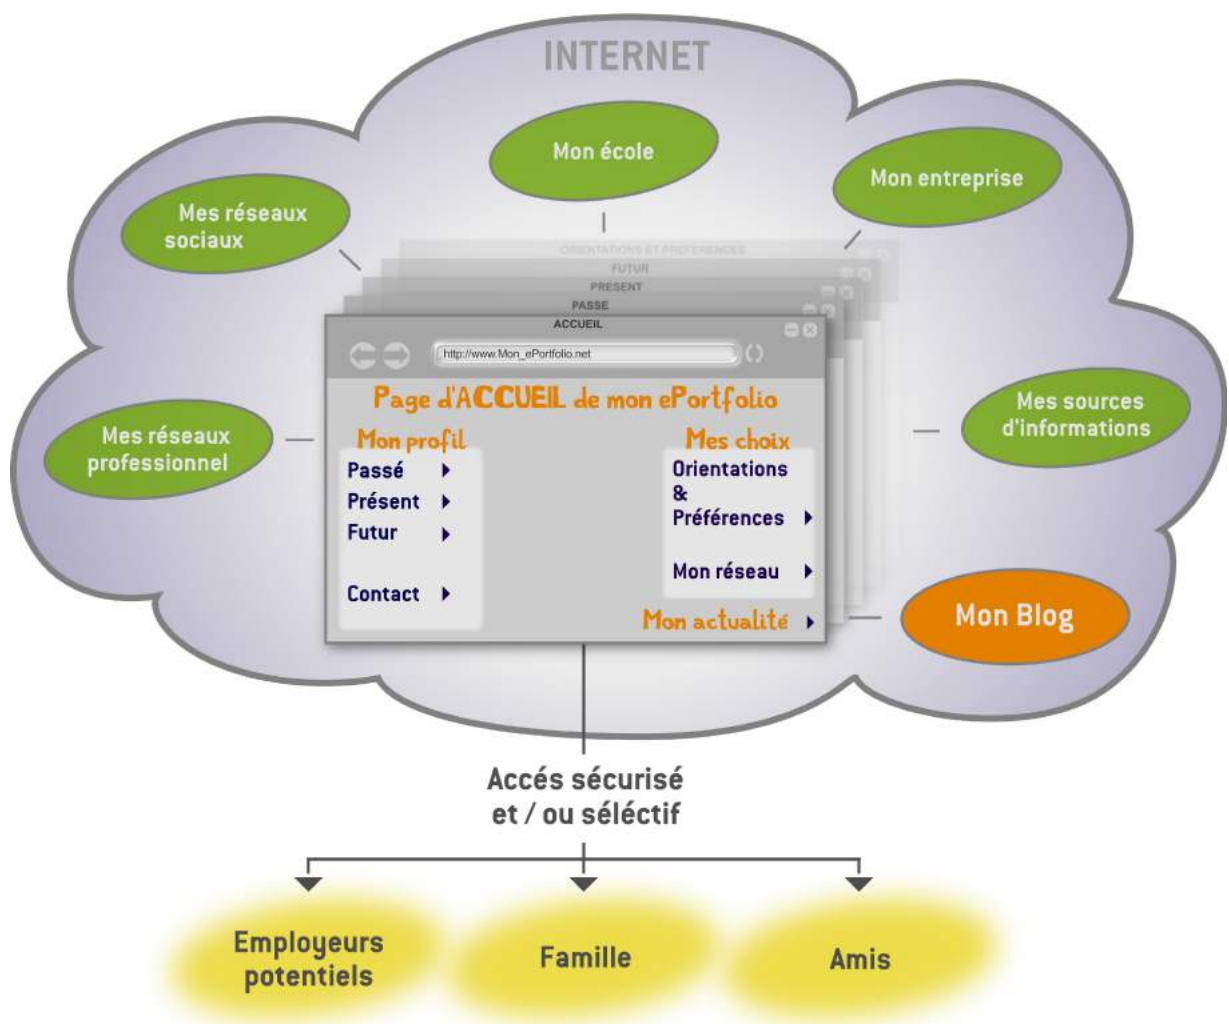 INTERNET
Mon école
Mon entreprise
Mes réseaux
sociaux
ORIENTATIONS ET PREFERENCES
FUTUR
PRESENT
PASSE
ACCUEIL
http://www.Mon_ePortfolio.net
Page d'ACCUEIL de mon ePortfolio
Mon profil
Passé
Présent
Futur
Contact
Mes choix
Orientations
&
Préférences
Mon réseau
Mon actualité
Mes réseaux
professionnel
Mes sources
d'informations
Mon Blog
Accés sécurisé
et / ou séléctif
Employeurs
potentiels
Famille
Amis